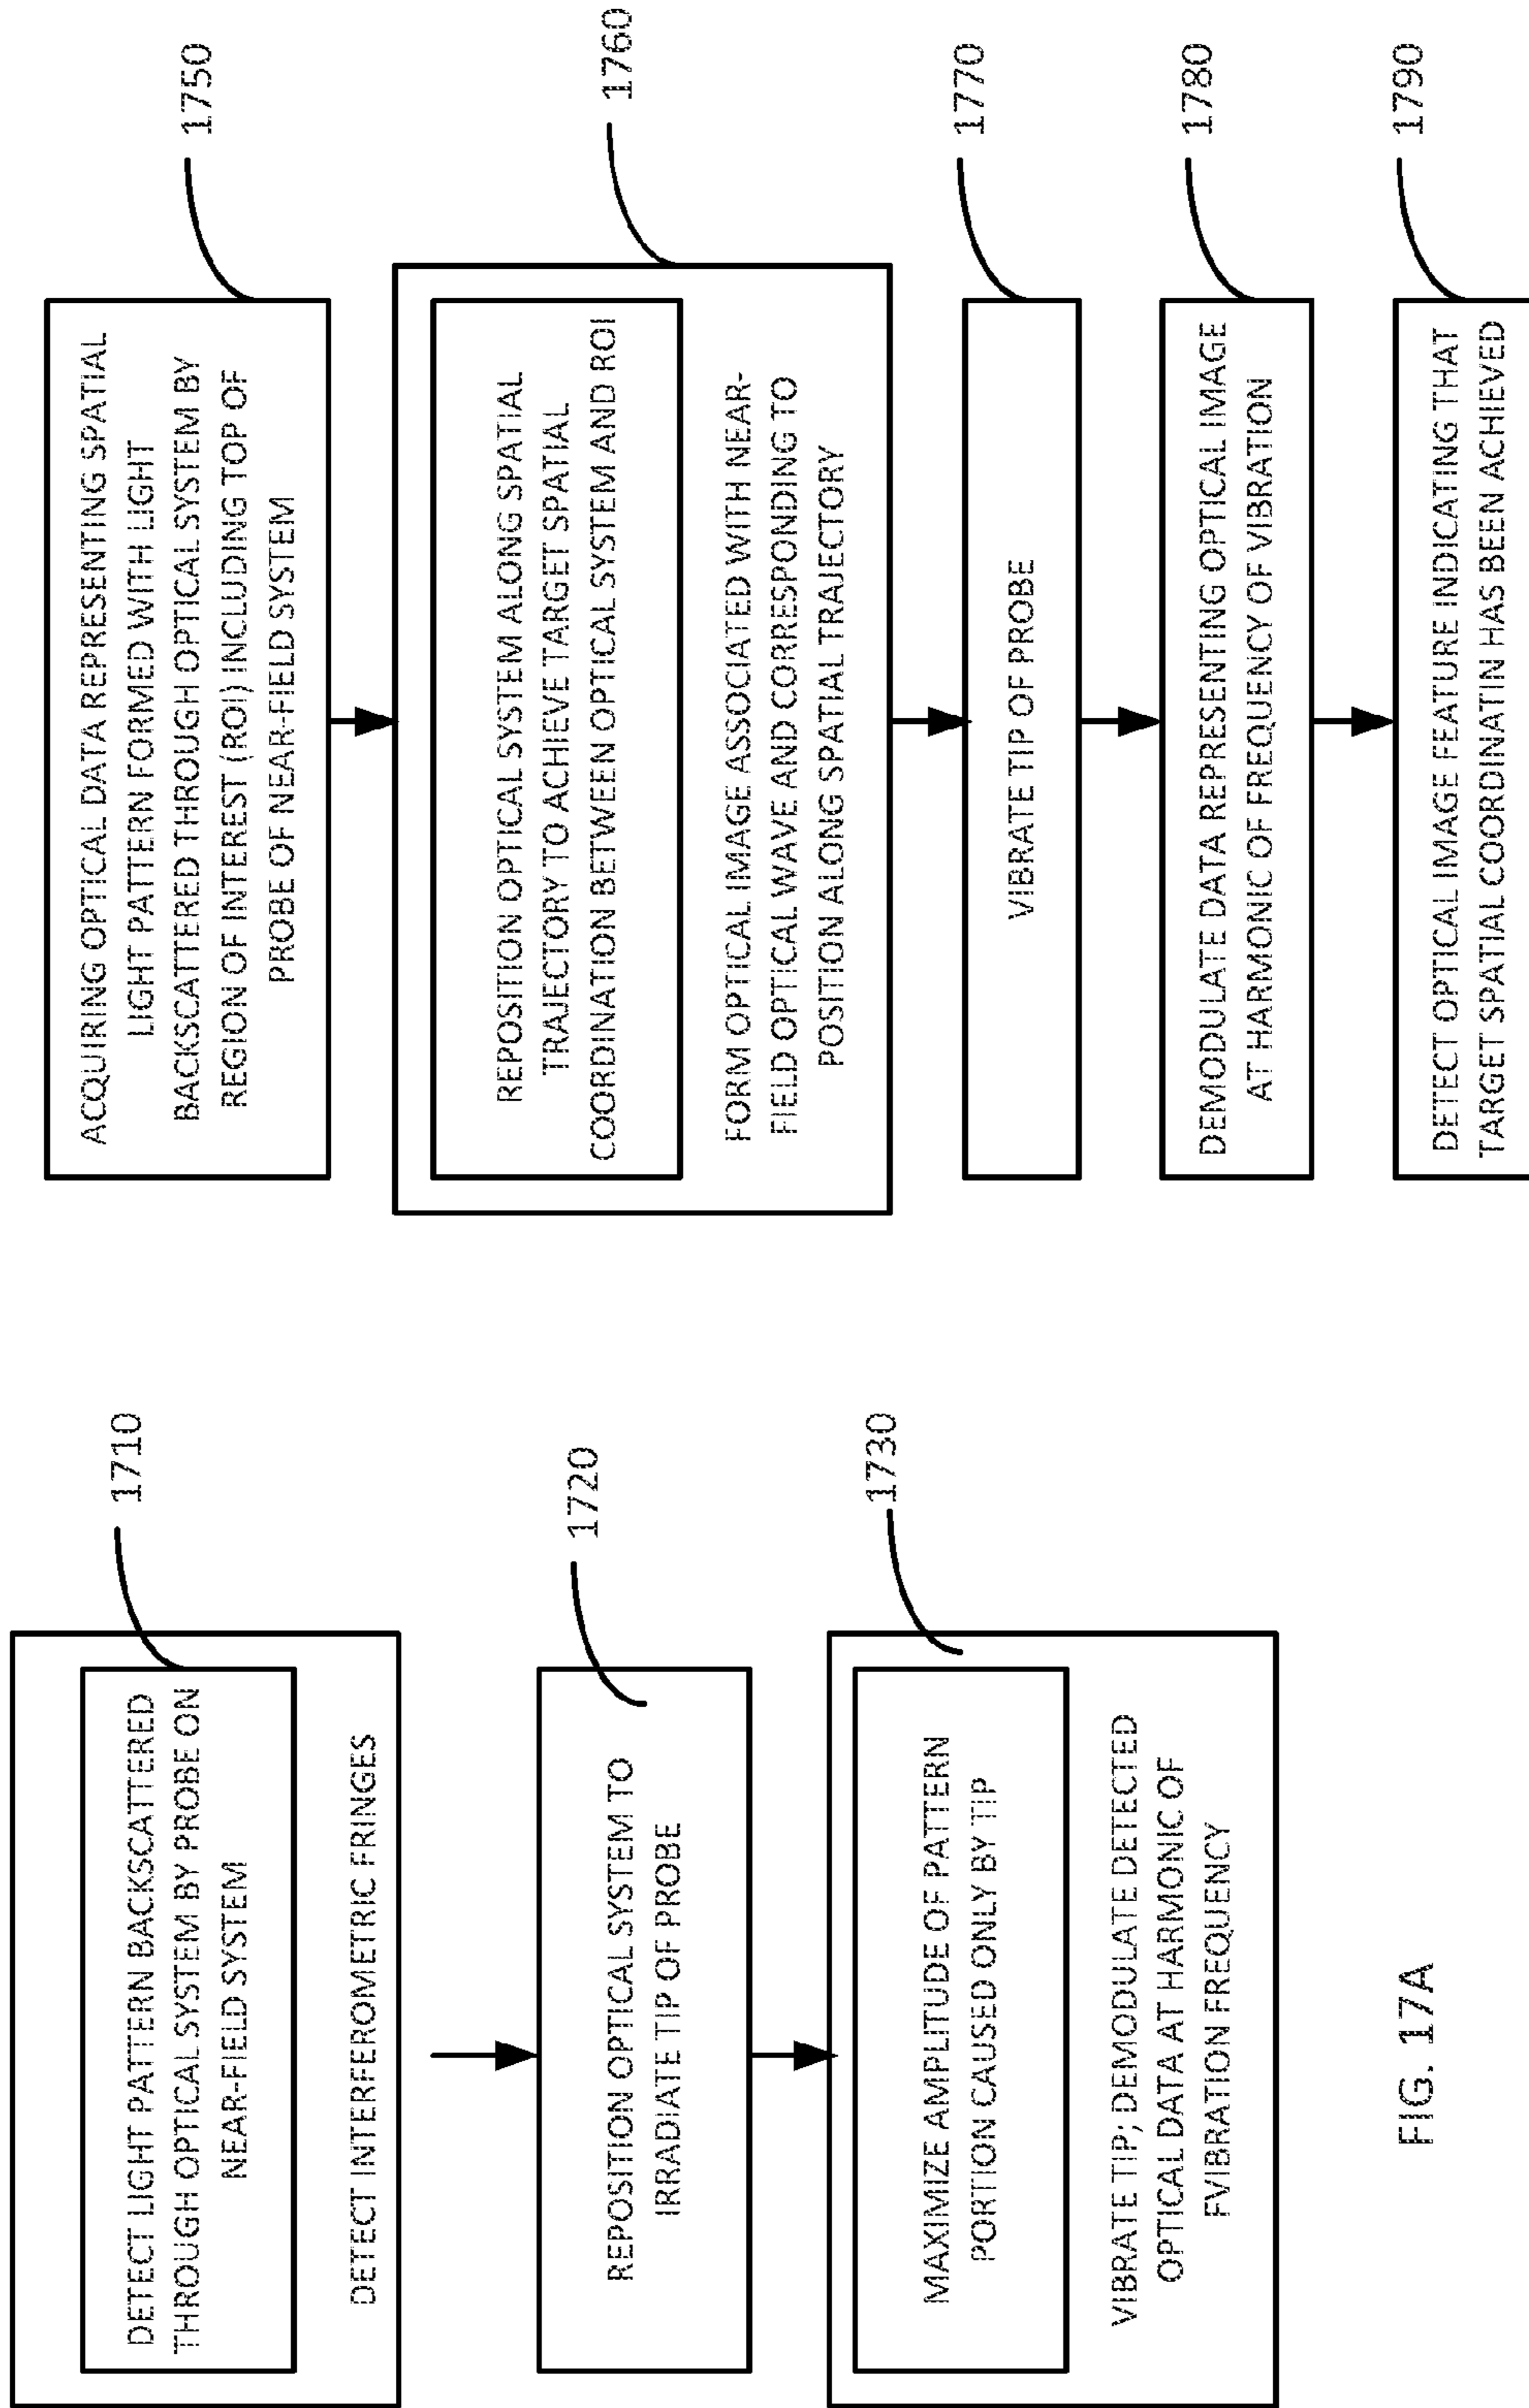 DETECT LIGHT PATTERN BACKSCATTERED
THROUGH OPTICAL SYSTEM BY PROBE ON
NEAR-FIELD SYSTEM
DETECT INTERFEROMETRIC FRINGES
1710
REPOSITION OPTICAL SYSTEM TO
IRRADIATE TIP OF PROBE
1720
MAXIMIZE AMPLITUDE OF PATTERN
PORTION CAUSED ONLY BY TIP
VIBRATE TIP; DEMODULATE DETECTED
OPTICAL DATA AT HARMONIC OF
FVIBRATION FREQUENCY
1730
FIG. 17A
ACQUIRING OPTICAL DATA REPRESENTING SPATIAL
LIGHT PATTERN FORMED WITH LIGHT
BACKSCATTERED THROUGH OPTICAL SYSTEM BY
REGION OF INTEREST (ROI) INCLUDING TOP OF
PROBE OF NEAR-FIELD SYSTEM
1750
REPOSITION OPTICAL SYSTEM ALONG SPATIAL
TRAJECTORY TO ACHIEVE TARGET SPATIAL
COORDINATION BETWEEN OPTICAL SYSTEM AND ROI
FORM OPTICAL IMAGE ASSOCIATED WITH NEAR-
FIELD OPTICAL WAVE AND CORRESPONDING TO
POSITION ALONG SPATIAL TRAJECTORY
1760
VIBRATE TIP OF PROBE
1770
DEMODULATE DATA REPRESENTING OPTICAL IMAGE
AT HARMONIC OF FREQUENCY OF VIBRATION
1780
DETECT OPTICAL IMAGE FEATURE INDICATING THAT
TARGET SPATIAL COORDINATIN HAS BEEN ACHIEVED
1790